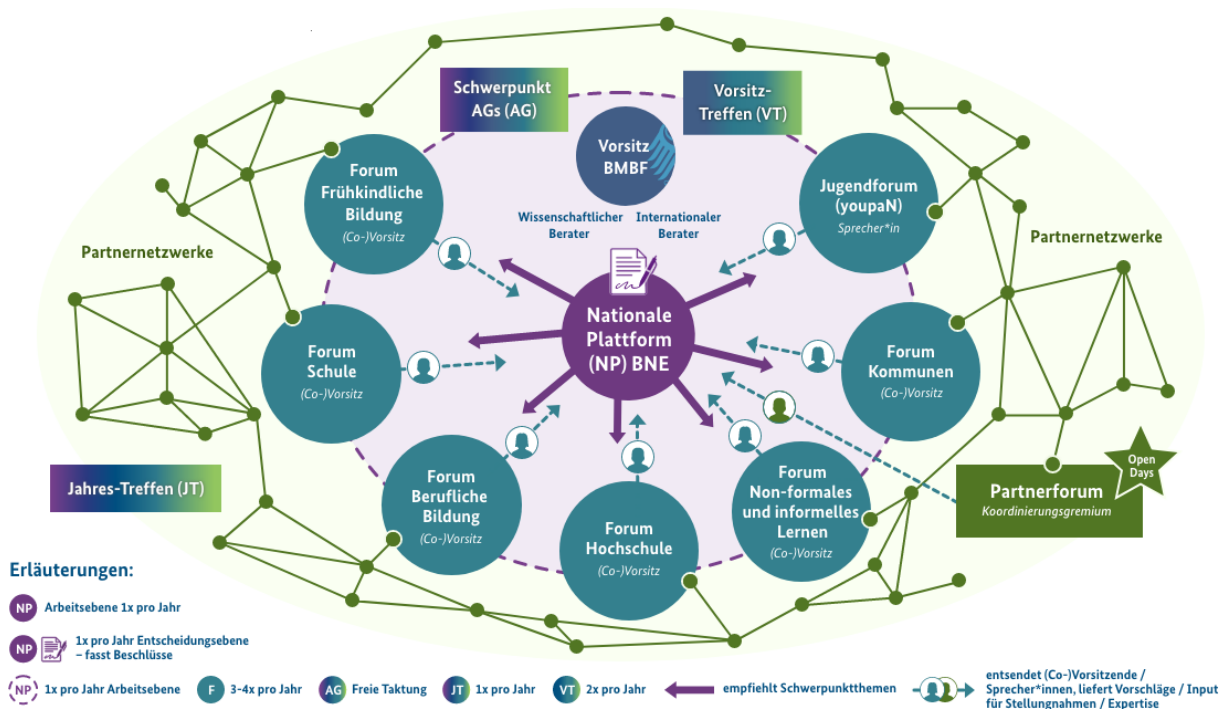 Schwerpunkt
AGs (AG)
Vorsitz-
Treffen (VT)
Vorsitz
BMBF
Wissenschaftlicher
Berater
Internationaler
Berater
Forum
Frühkindliche
Bildung
(Co-)Vorsitz
Jugendforum
(youpaN)
Sprecher*in
Partnernetzwerke
Partnernetzwerke
Nationale
Plattform
(NP) BNE
Forum
Schule
(Co-)Vorsitz
Forum
Kommunen
(Co-)Vorsitz
Jahres-Treffen (JT)
Forum
Berufliche
Bildung
(Co-)Vorsitz
Forum
Hochschule
(Co-)Vorsitz
Forum
Non-formales
und informelles
Lernen
(Co-)Vorsitz
Open
Days
Partnerforum
Koordinierungsgremium
Erläuterungen:
NP Arbeitsebene 1x pro Jahr
NP 1x pro Jahr Entscheidungsebene
– fasst Beschlüsse
NP 1x pro Jahr Arbeitsebene
F 3-4x pro Jahr
AG Freie Taktung
JT 1x pro Jahr
VT 2x pro Jahr
empfiehlt Schwerpunktthemen
entsendet (Co-)Vorsitzende /
Sprecher*innen, liefert Vorschläge / Input
für Stellungnahmen / Expertise